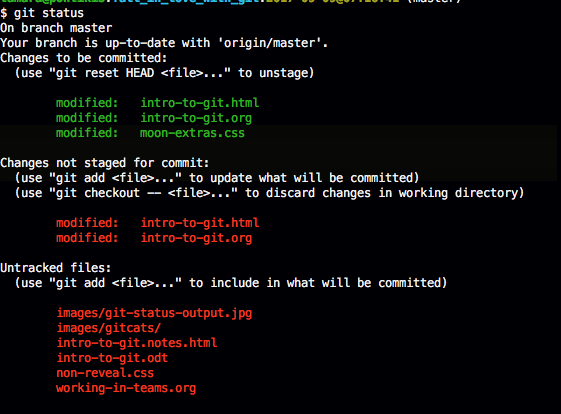 $ git status
On branch master
Your branch is up-to-date with 'origin/master'.
Changes to be committed:
  (use "git reset HEAD <file>..." to unstage)

        modified:   intro-to-git.html
        modified:   intro-to-git.org
        modified:   moon-extras.css

Changes not staged for commit:
  (use "git add <file>..." to update what will be committed)
  (use "git checkout -- <file>..." to discard changes in working directory)

        modified:   intro-to-git.html
        modified:   intro-to-git.org

Untracked files:
  (use "git add <file>..." to include in what will be committed)

        images/git-status-output.jpg
        images/gitcats/
        intro-to-git.notes.html
        intro-to-git.odt
        non-reveal.css
        working-in-teams.org